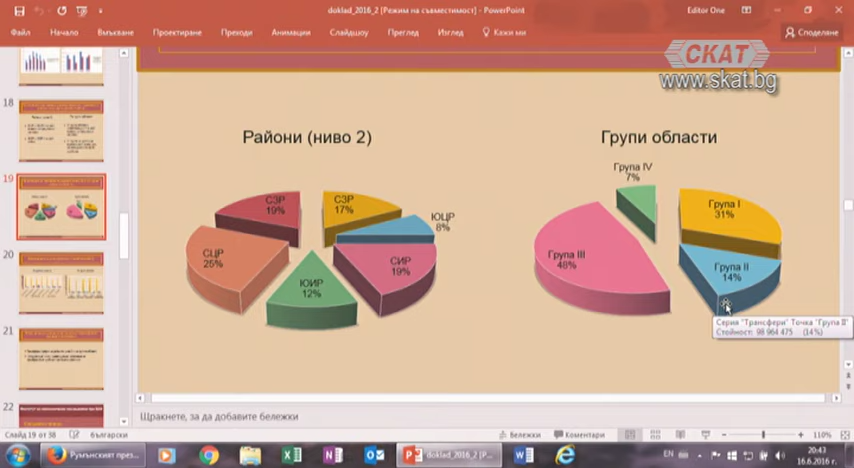 doklad_2016_2 [Режим на съвместимост] - PowerPoint
Editor One
Файл Начало Вмъкване Проектиране Преходи Анимации Слайдшоу Преглед Изглед Кажи ми Споделяне
СКАТ
www.skat.bg
18
19
20
21
22
Райони (ниво 2)
Групи области
СЗР
19%
СЗР
17%
ЮЦР
8%
СИР
19%
ЮИР
12%
СЦР
25%
Група IV
7%
Група I
31%
Група II
14%
Група III
48%
Серия "Трансфери" Точка "Група II"
Стойност: 98 964 475 (14%)
Щракнете, за да добавите бележки
Слайд 19 от 38
български
Бележки
Коментари
110%
Румънският през...
doklad_2016_2 [P...
EN
20:43
16.6.2016 г.